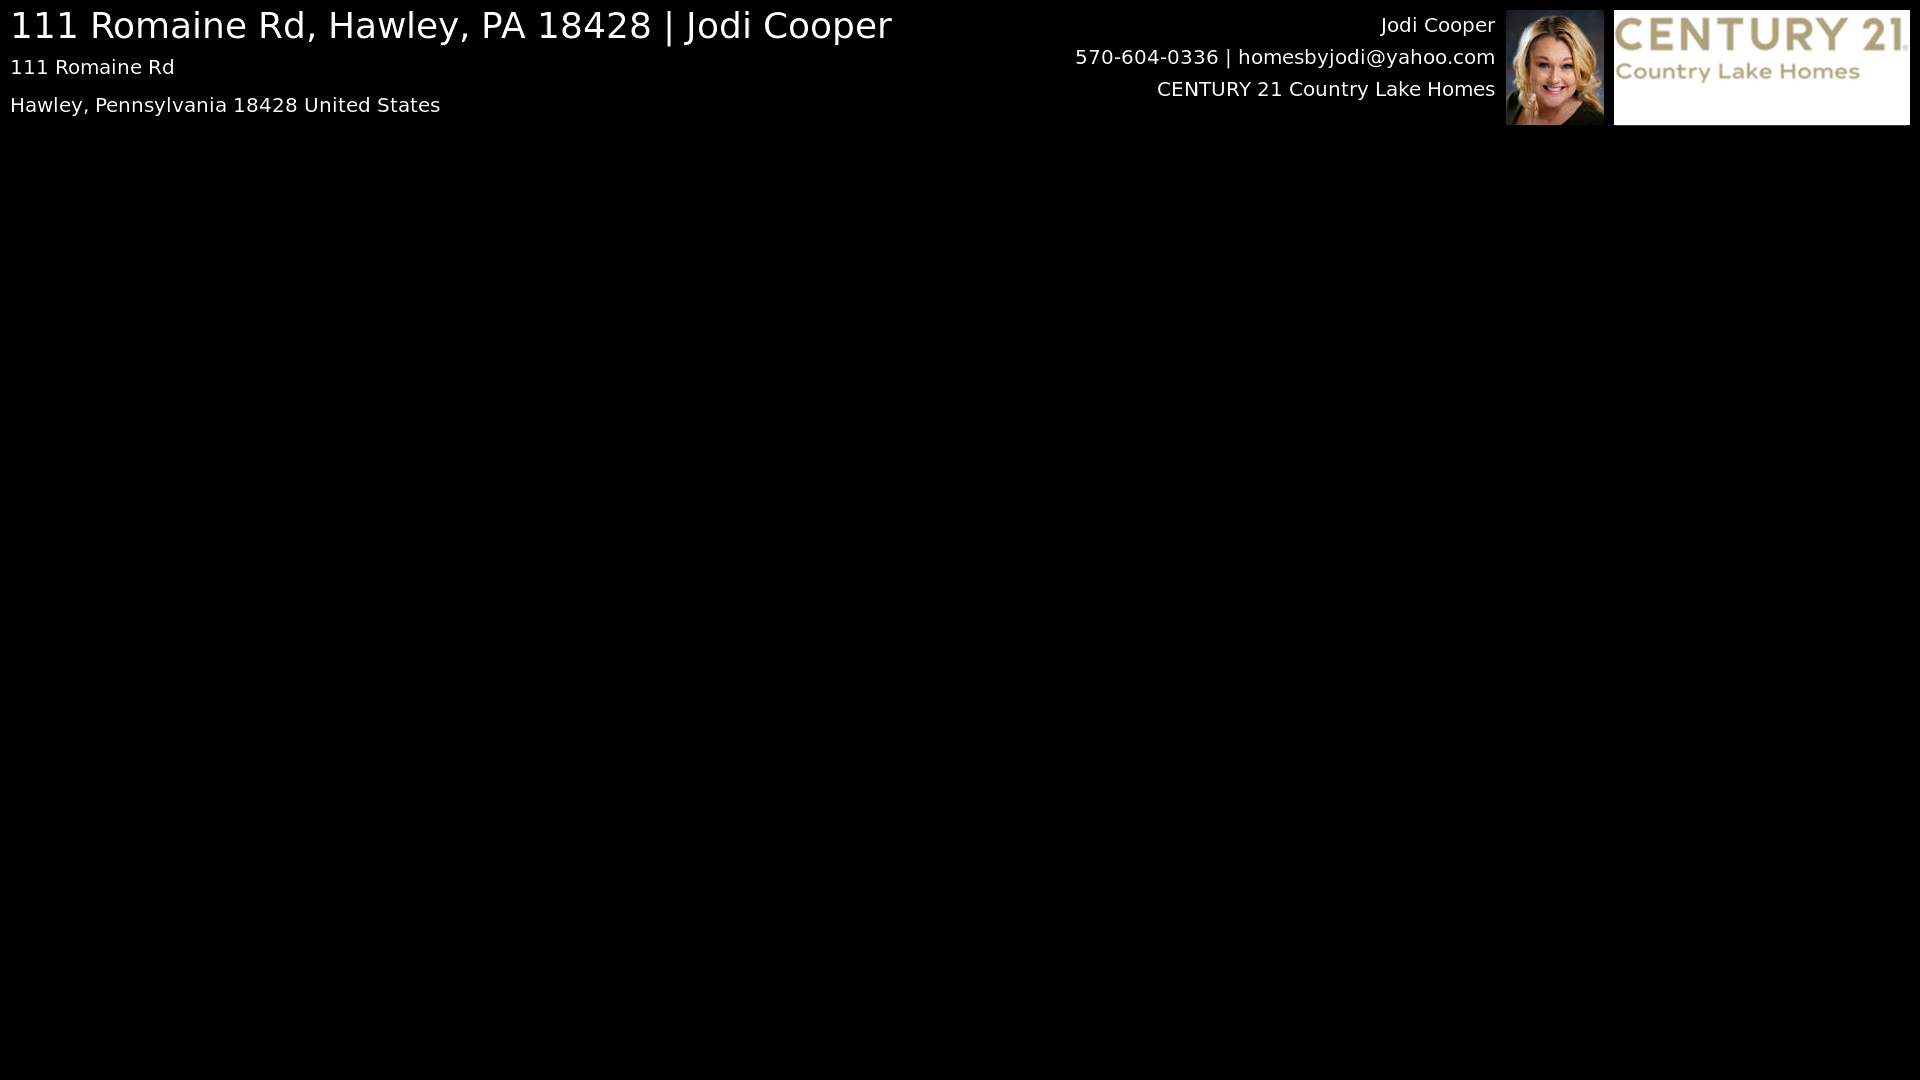 111 Romaine Rd, Hawley, PA 18428 | Jodi Cooper
111 Romaine Rd
Hawley, Pennsylvania 18428 United States
Jodi Cooper
570-604-0336 | homesbyjodi@yahoo.com
CENTURY 21 Country Lake Homes
CENTURY 21®
Country Lake Homes